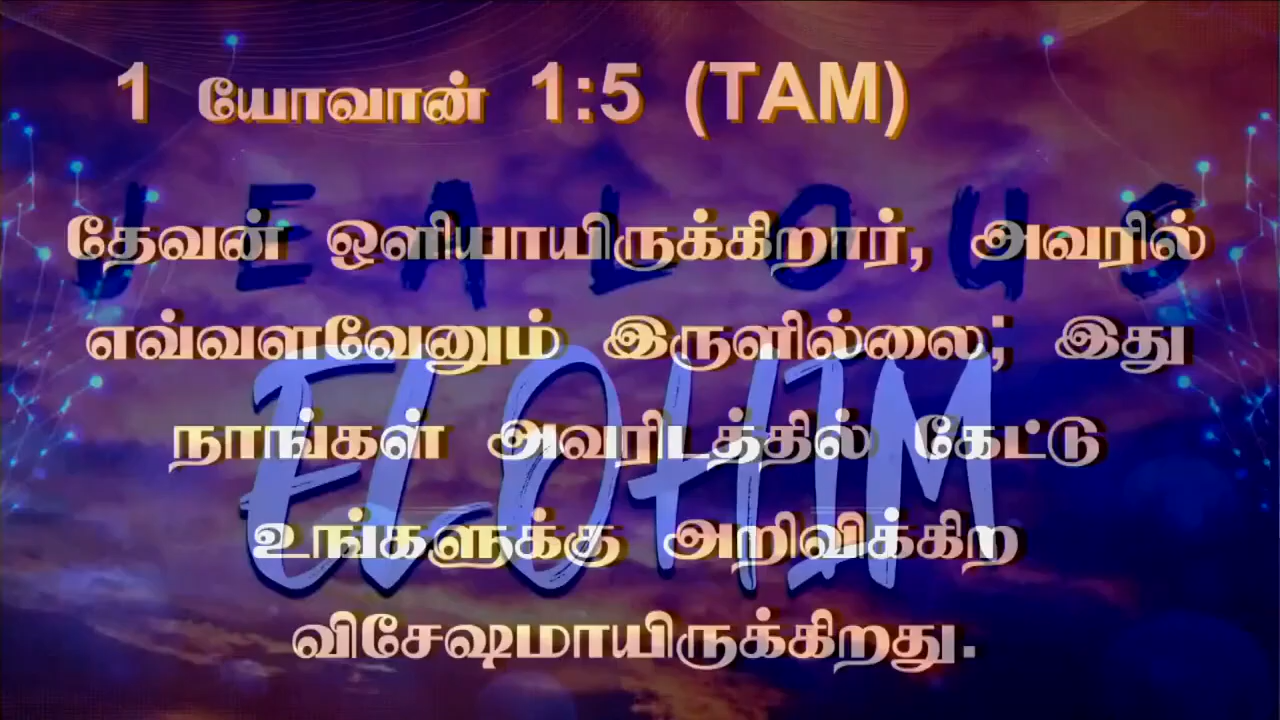 1 யோவான் 1:5 (TAM)
JEALOUS
தேவன் ஒளியாயிருக்கிறார், அவரில்
எவ்வளவேனும் இருளில்லை; இது
ELOHIM
நாங்கள் அவரிடத்தில் கேட்டு
உங்களுக்கு அறிவிக்கிற
விசேஷமாயிருக்கிறது.